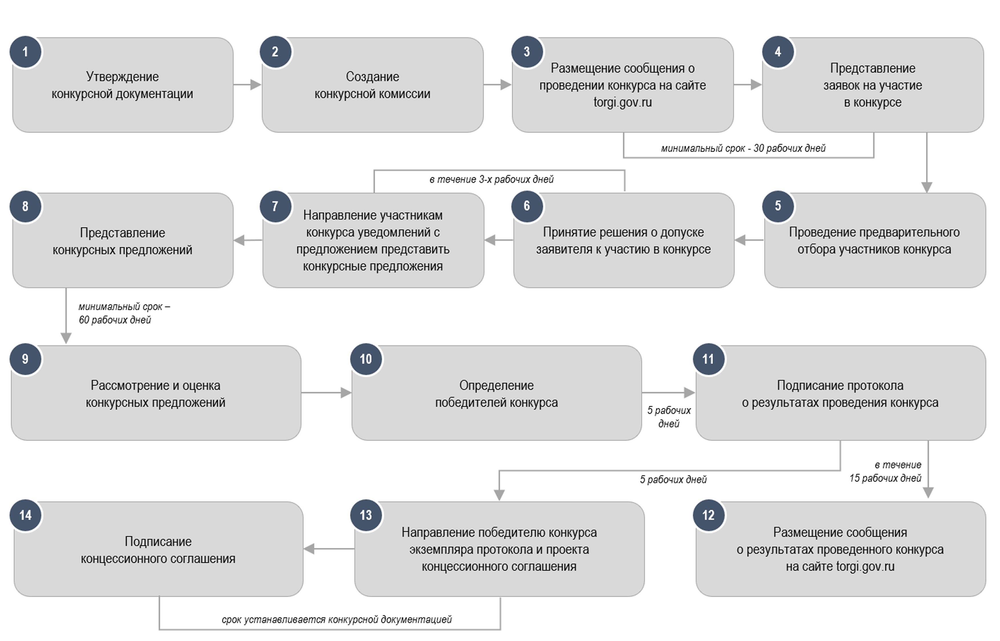 1
Утверждение
конкурсной документации
2
Создание
конкурсной комиссии
3
Размещение сообщения о
проведении конкурса на сайте
torgi.gov.ru
4
Представление
заявок на участие
в конкурсе
минимальный срок - 30 рабочих дней
5
Проведение предварительного
отбора участников конкурса
6
Принятие решения о допуске
заявителя к участию в конкурсе
в течение 3-х рабочих дней
7
Направление участникам
конкурса уведомлений с
предложением представить
конкурсные предложения
8
Представление
конкурсных предложений
минимальный срок –
60 рабочих дней
9
Рассмотрение и оценка
конкурсных предложений
10
Определение
победителей конкурса
5 рабочих
дней
11
Подписание протокола
о результатах проведения конкурса
в течение
15 рабочих дней
5 рабочих дней
12
Размещение сообщения
о результатах проведенного конкурса
на сайте torgi.gov.ru
13
Направление победителю конкурса
экземпляра протокола и проекта
концессионного соглашения
14
Подписание
концессионного соглашения
срок устанавливается конкурсной документацией